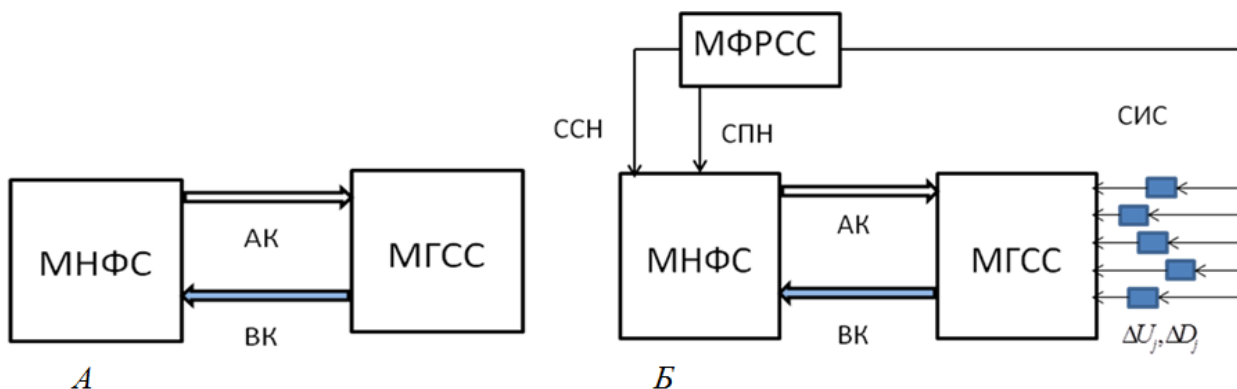 МНФС
АК
ВК
МГСС
А
МФРСС
ССН
СПН
СИС
МНФС
АК
ВК
МГСС
ΔU_j, ΔD_j
Б